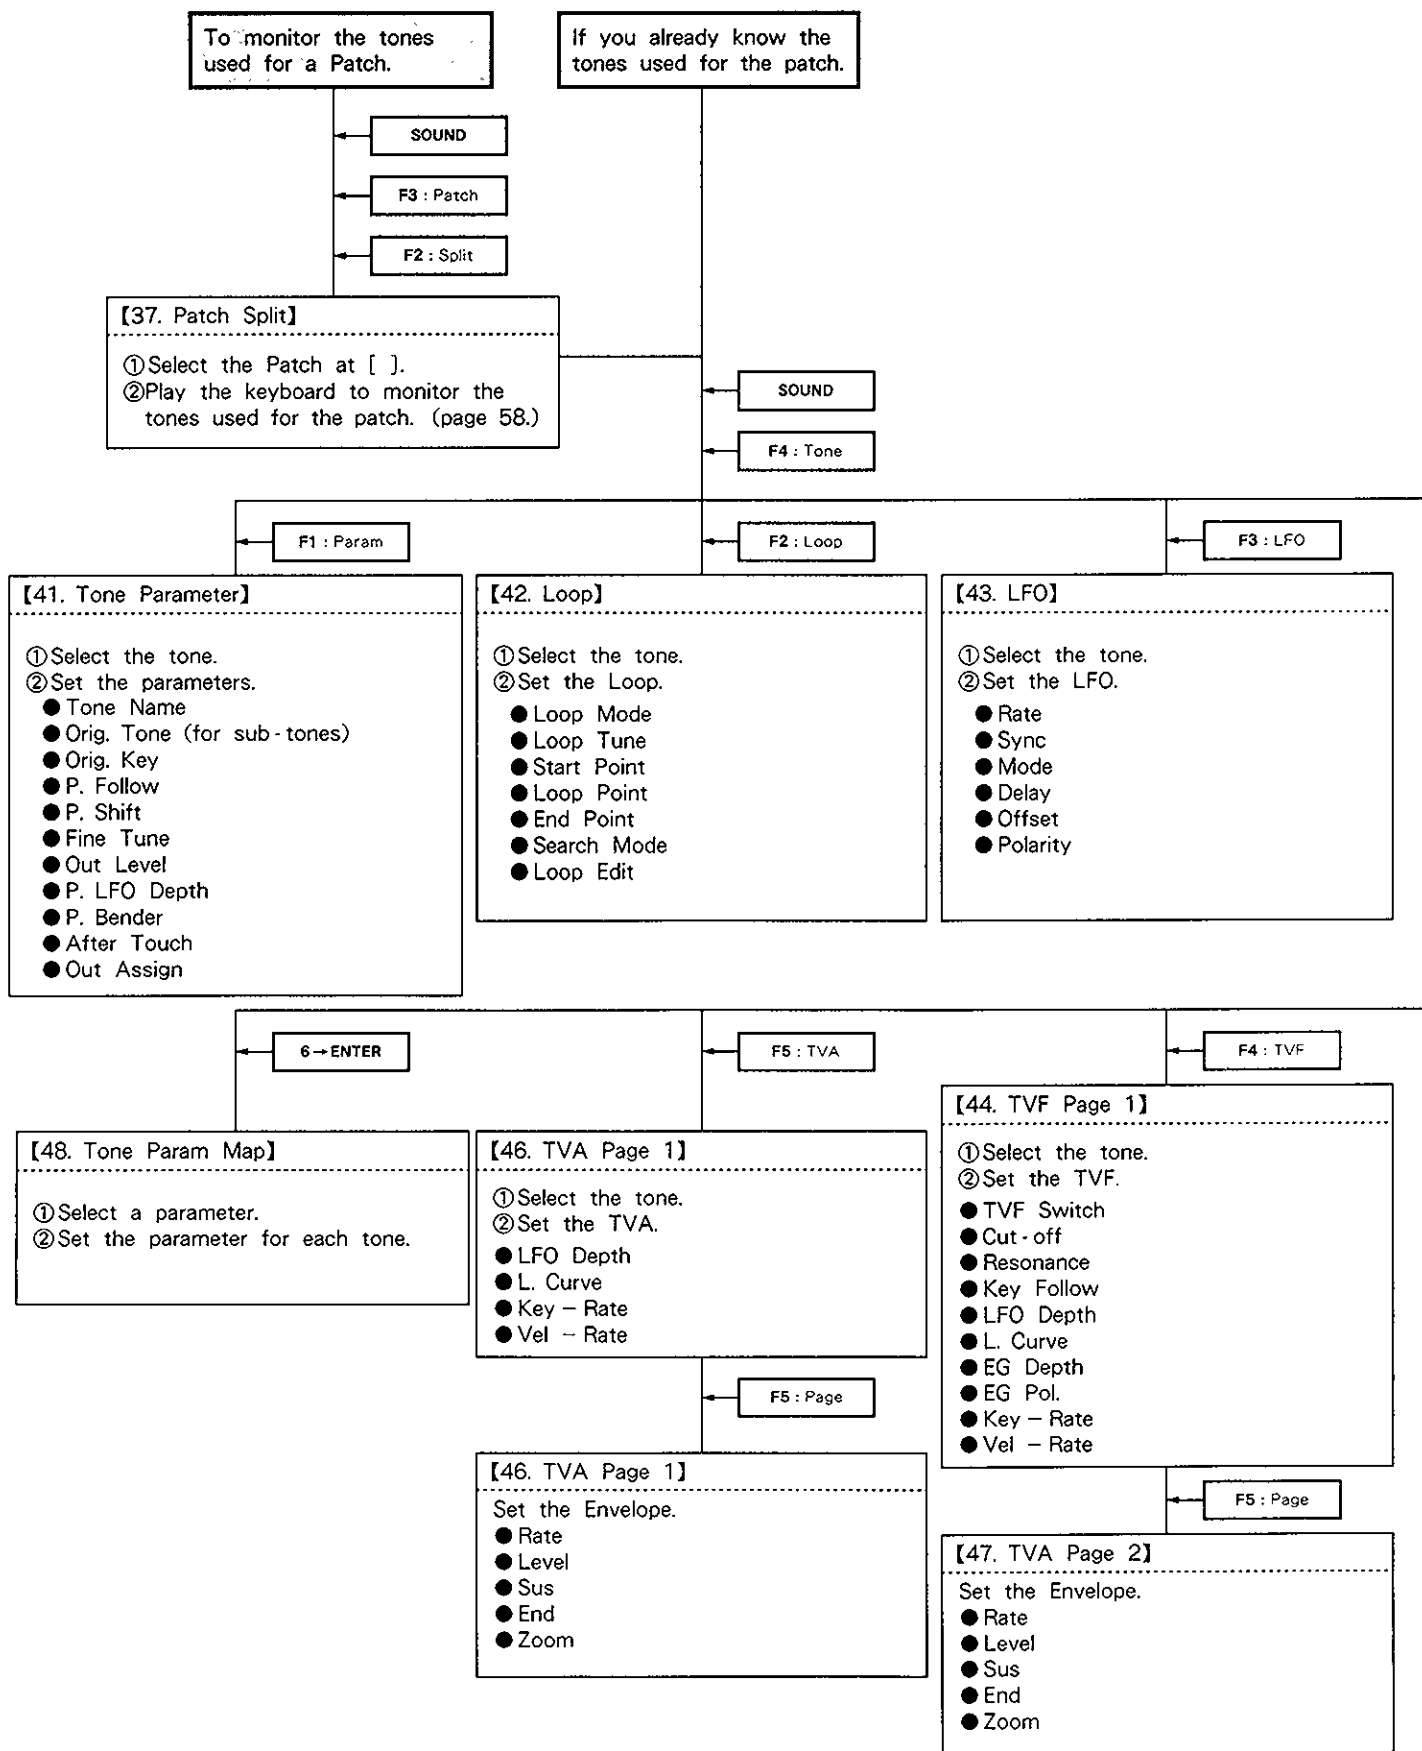 To monitor the tones
used for a Patch.
If you already know the
tones used for the patch.
SOUND
F3 : Patch
F2 : Split
【37. Patch Split】
①Select the Patch at [ ].
②Play the keyboard to monitor the
tones used for the patch. (page 58.)
SOUND
F4 : Tone
F1 : Param
F2 : Loop
F3 : LFO
【41. Tone Parameter】
①Select the tone.
②Set the parameters.
●Tone Name
●Orig. Tone (for sub-tones)
●Orig. Key
●P. Follow
●P. Shift
●Fine Tune
●Out Level
●P. LFO Depth
●P. Bender
●After Touch
●Out Assign
【42. Loop】
①Select the tone.
②Set the Loop.
●Loop Mode
●Loop Tune
●Start Point
●Loop Point
●End Point
●Search Mode
●Loop Edit
【43. LFO】
①Select the tone.
②Set the LFO.
●Rate
●Sync
●Mode
●Delay
●Offset
●Polarity
6→ENTER
F5 : TVA
F4 : TVF
【48. Tone Param Map】
①Select a parameter.
②Set the parameter for each tone.
【46. TVA Page 1】
①Select the tone.
②Set the TVA.
●LFO Depth
●L. Curve
●Key – Rate
●Vel – Rate
F5 : Page
【46. TVA Page 1】
Set the Envelope.
●Rate
●Level
●Sus
●End
●Zoom
【44. TVF Page 1】
①Select the tone.
②Set the TVF.
●TVF Switch
●Cut-off
●Resonance
●Key Follow
●LFO Depth
●L. Curve
●EG Depth
●EG Pol.
●Key – Rate
●Vel – Rate
F5 : Page
【47. TVA Page 2】
Set the Envelope.
●Rate
●Level
●Sus
●End
●Zoom